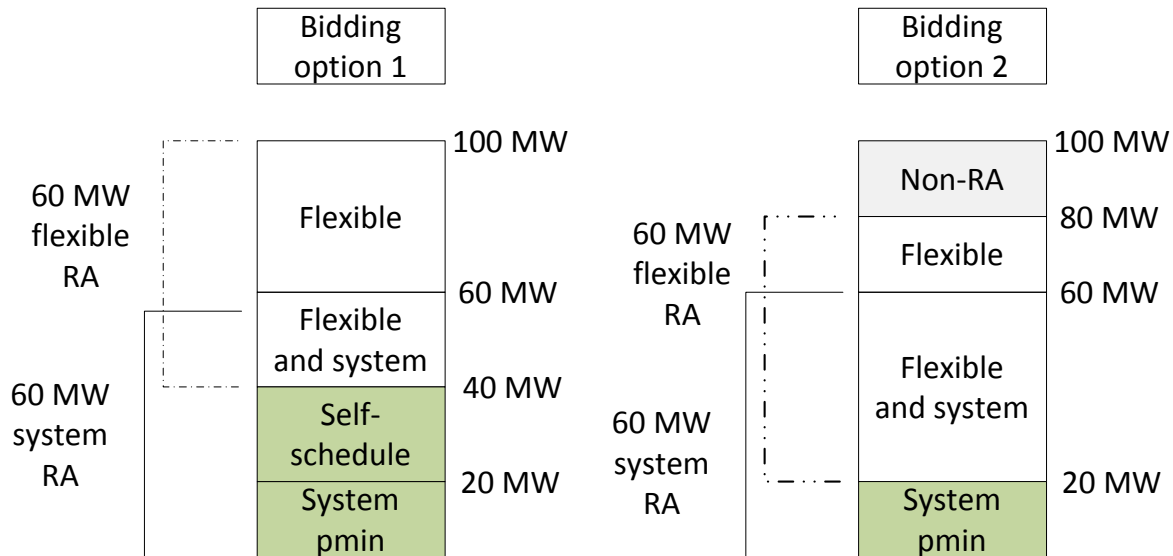 Bidding
option 1
100 MW
60 MW
flexible
RA
Flexible
60 MW
Flexible
and system
40 MW
60 MW
system
RA
Self-
schedule
20 MW
System
pmin
Bidding
option 2
100 MW
Non-RA
80 MW
60 MW
flexible
RA
Flexible
60 MW
Flexible
and system
60 MW
system
RA
20 MW
System
pmin